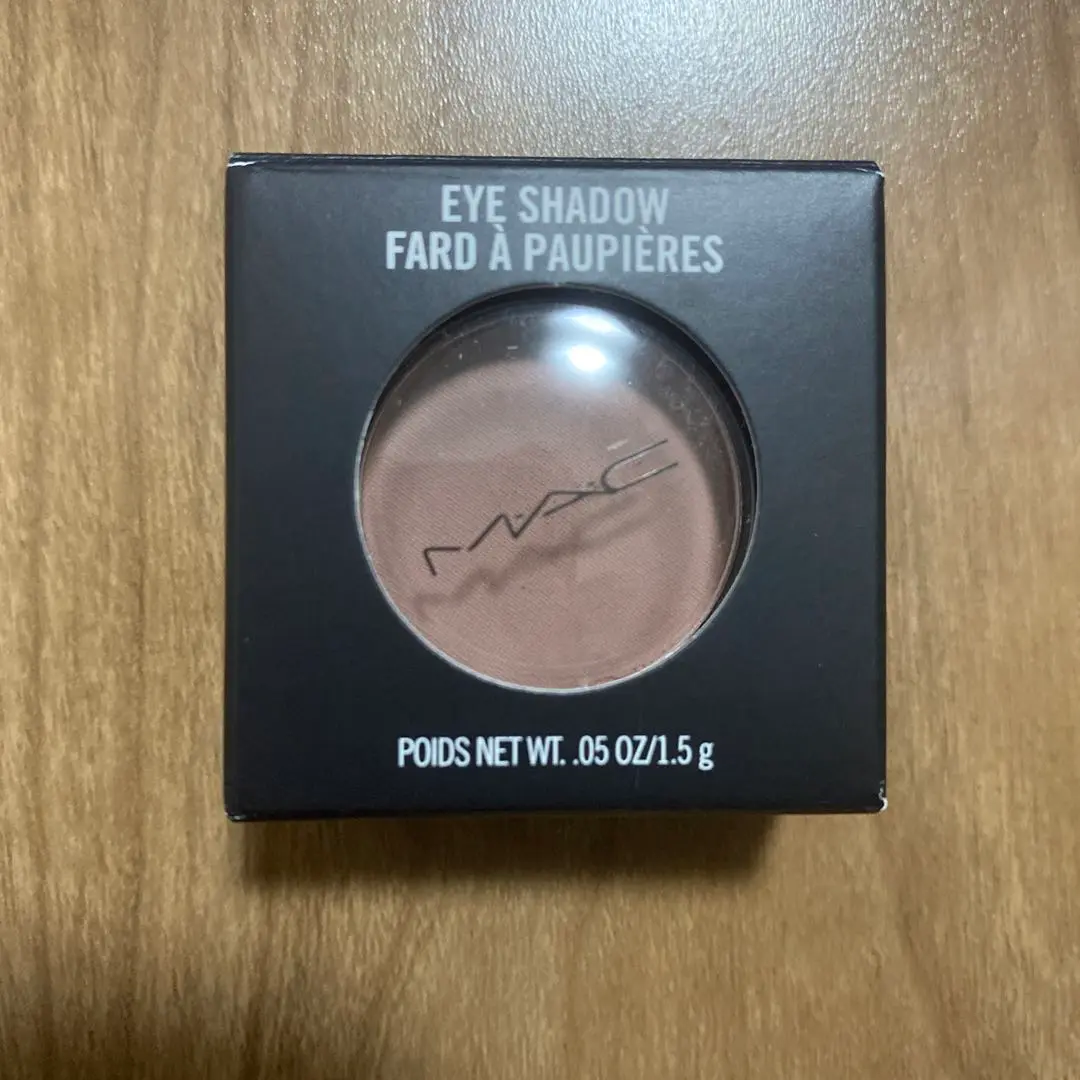 EYE SHADOW
FARD À PAUPIÈRES
MAC
POIDS NET WT. .05 OZ/1.5 g